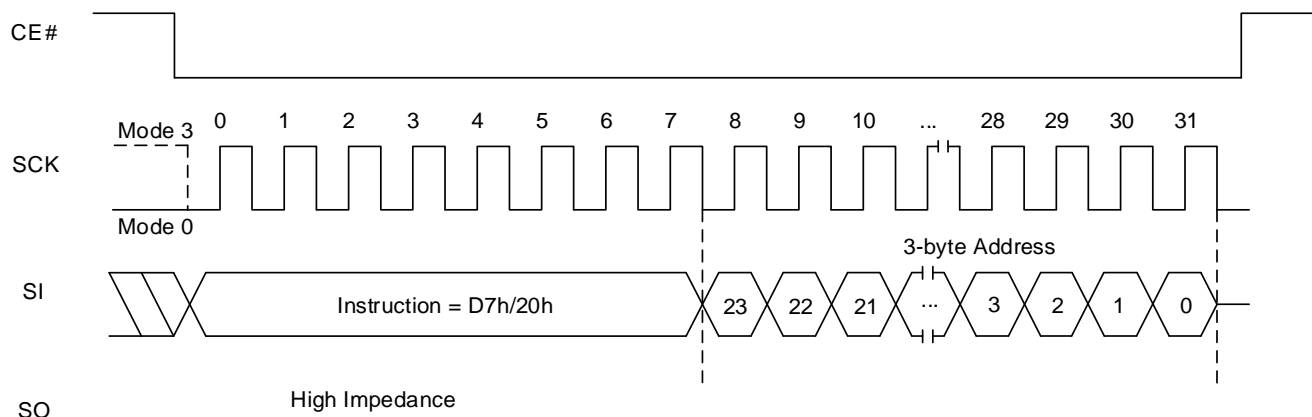 CE#
Mode 3 0 1 2 3 4 5 6 7 8 9 10 ... 28 29 30 31
SCK
Mode 0
3-byte Address
SI Instruction = D7h/20h 23 22 21 ... 3 2 1 0
High Impedance
SO